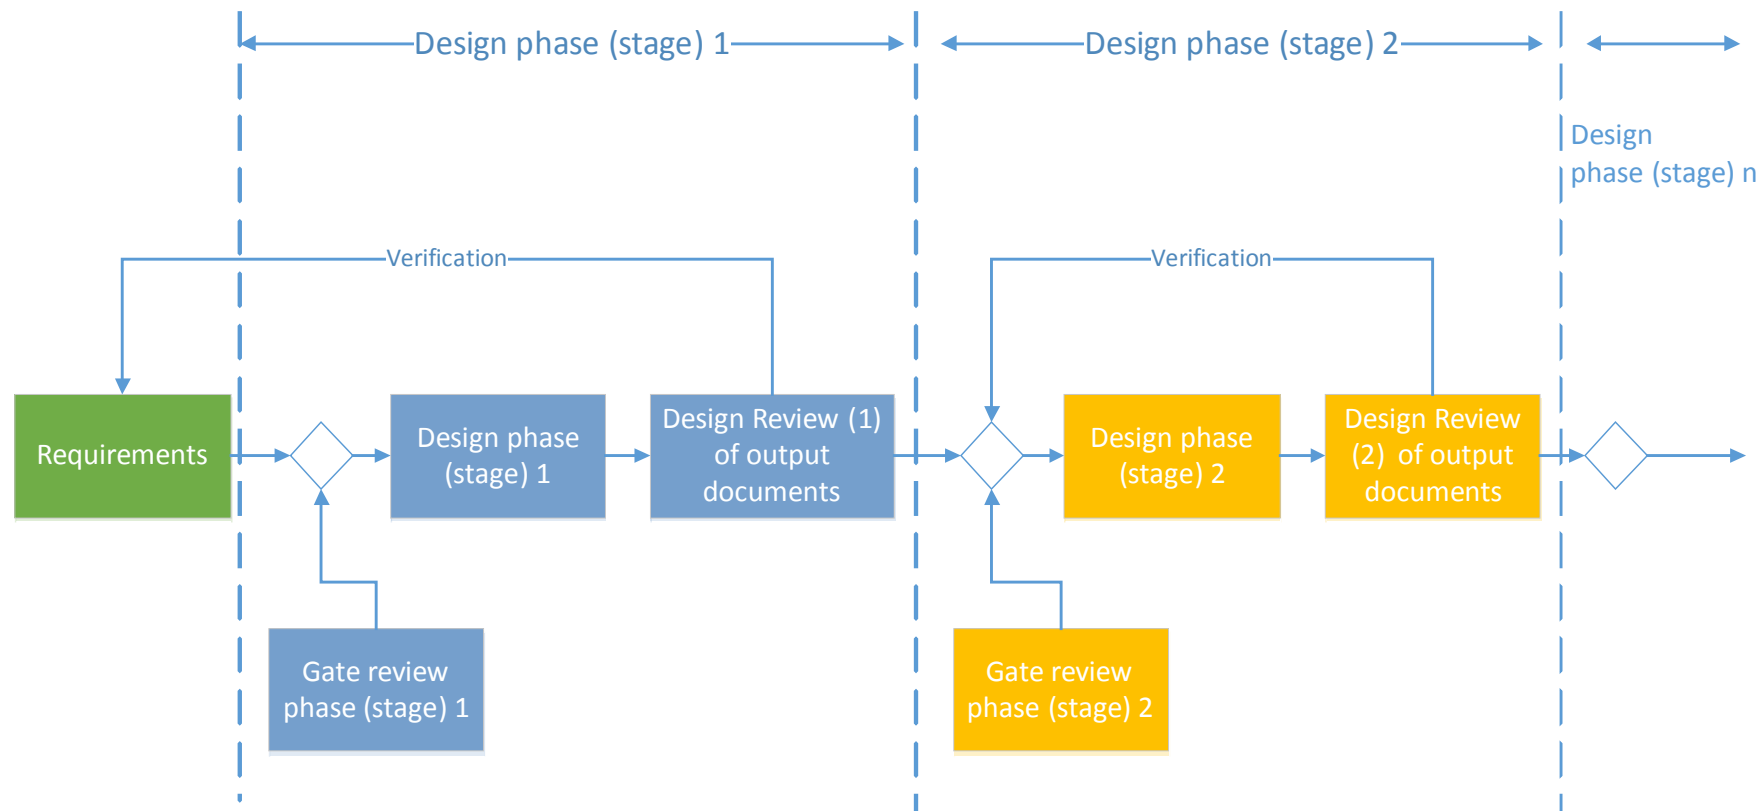 Design phase (stage) 1
Design phase (stage) 2
Design
phase (stage) n
Verification
Verification
Requirements
Design phase
(stage) 1
Design Review (1)
of output
documents
Design phase
(stage) 2
Design Review
(2) of output
documents
Gate review
phase (stage) 1
Gate review
phase (stage) 2